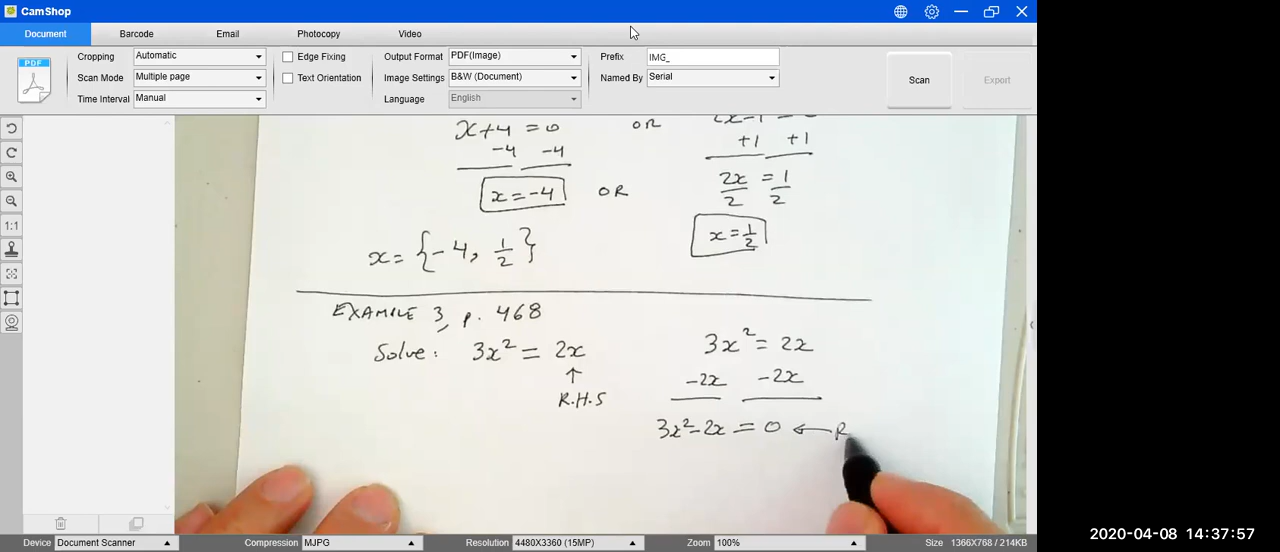 CamShop
Document Barcode Email Photocopy Video
Cropping Automatic Edge Fixing Output Format PDF(Image) Prefix IMG_
Scan Mode Multiple page Text Orientation Image Settings B&W (Document) Named By Serial
Time Interval Manual Language English
PDF
Scan Export
1:1
x+4 = 0 OR
-4 -4 +1 +1
x = -4 OR 2x/2 = 1/2
x = 1/2
x = {-4, 1/2}
EXAMPLE 3, p. 468
Solve: 3x² = 2x
↑
R.H.S
3x² = 2x
-2x -2x
3x² - 2x = 0 ← R
Device Document Scanner Compression MJPG Resolution 4480X3360 (15MP) Zoom 100% Size 1366X768 / 214KB
2020-04-08 14:37:57